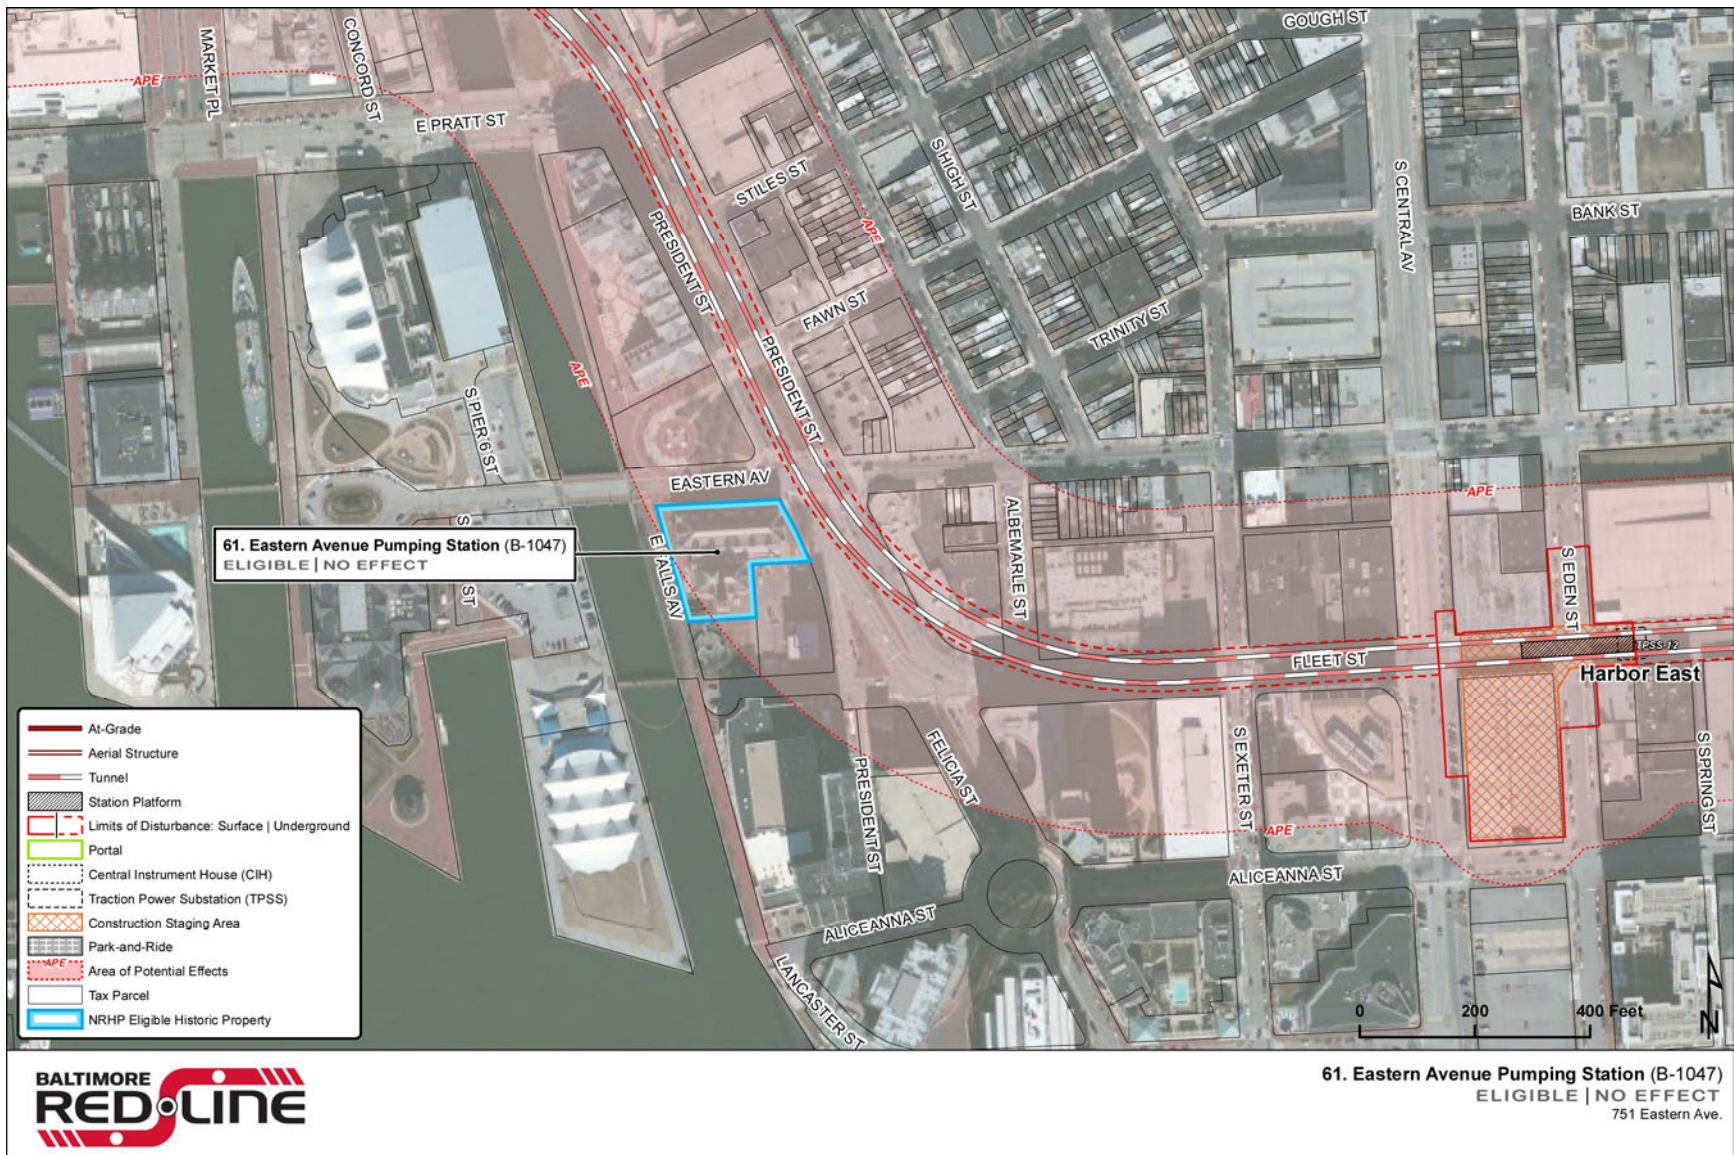 GOUGH ST
MARKET PL
CONCORD ST
APE
E PRATT ST
S HIGH ST
S CENTRAL AV
STILES ST
BANK ST
PRESIDENT ST
APE
FAWN ST
TRINITY ST
PRESIDENT ST
APE
S PIER 6 ST
EASTERN AV
APE
ALBEMARLE ST
61. Eastern Avenue Pumping Station (B-1047)
ELIGIBLE | NO EFFECT
S
ST
E FALLS AV
S EDEN ST
TPSS-12
FLEET ST
Harbor East
FELICIA ST
PRESIDENT ST
S EXETER ST
S SPRING ST
APE
ALICEANNA ST
ALICEANNA ST
LANCASTER ST
At-Grade
Aerial Structure
Tunnel
Station Platform
Limits of Disturbance: Surface | Underground
Portal
Central Instrument House (CIH)
Traction Power Substation (TPSS)
Construction Staging Area
Park-and-Ride
APE
Area of Potential Effects
Tax Parcel
NRHP Eligible Historic Property
0 200 400 Feet
N
BALTIMORE
RED LINE
61. Eastern Avenue Pumping Station (B-1047)
ELIGIBLE | NO EFFECT
751 Eastern Ave.